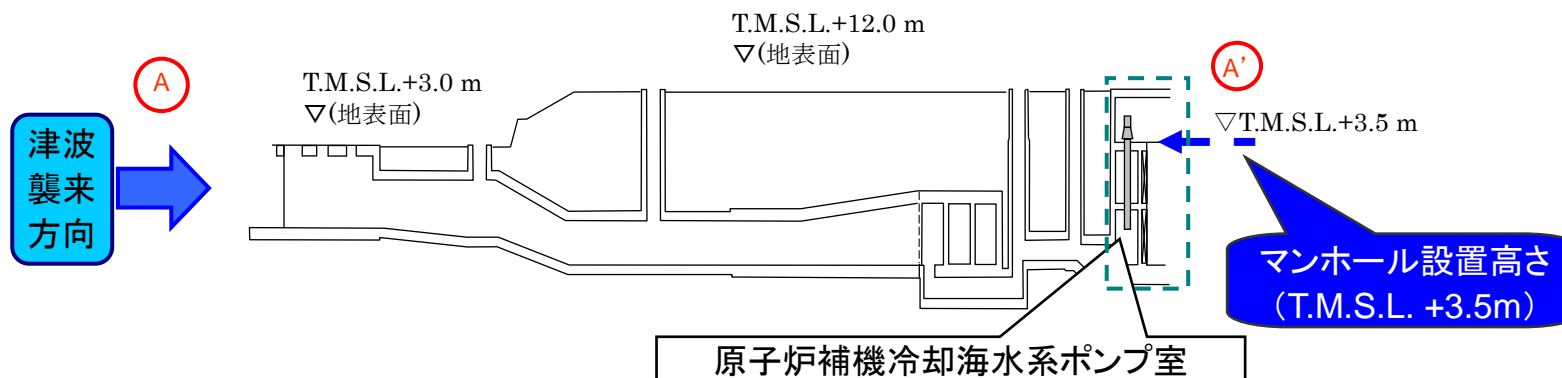 T.M.S.L.+12.0 m
▽(地表面)
A
T.M.S.L.+3.0 m
▽(地表面)
A’
▽T.M.S.L.+3.5 m
津波
襲来
方向
マンホール設置高さ
（T.M.S.L. +3.5m）
原子炉補機冷却海水系ポンプ室